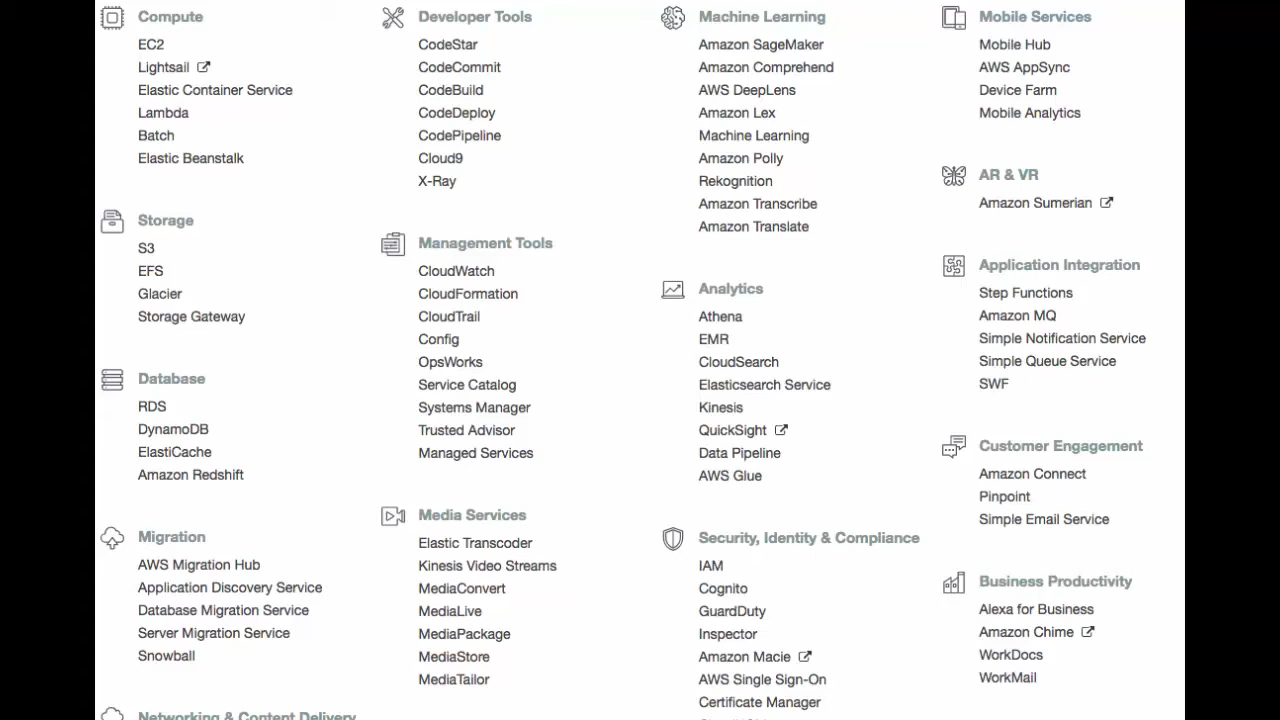 Compute
EC2
Lightsail
Elastic Container Service
Lambda
Batch
Elastic Beanstalk
Storage
S3
EFS
Glacier
Storage Gateway
Database
RDS
DynamoDB
ElastiCache
Amazon Redshift
Migration
AWS Migration Hub
Application Discovery Service
Database Migration Service
Server Migration Service
Snowball
Networking & Content Delivery
Developer Tools
CodeStar
CodeCommit
CodeBuild
CodeDeploy
CodePipeline
Cloud9
X-Ray
Management Tools
CloudWatch
CloudFormation
CloudTrail
Config
OpsWorks
Service Catalog
Systems Manager
Trusted Advisor
Managed Services
Media Services
Elastic Transcoder
Kinesis Video Streams
MediaConvert
MediaLive
MediaPackage
MediaStore
MediaTailor
Machine Learning
Amazon SageMaker
Amazon Comprehend
AWS DeepLens
Amazon Lex
Machine Learning
Amazon Polly
Rekognition
Amazon Transcribe
Amazon Translate
Analytics
Athena
EMR
CloudSearch
Elasticsearch Service
Kinesis
QuickSight
Data Pipeline
AWS Glue
Security, Identity & Compliance
IAM
Cognito
GuardDuty
Inspector
Amazon Macie
AWS Single Sign-On
Certificate Manager
Mobile Services
Mobile Hub
AWS AppSync
Device Farm
Mobile Analytics
AR & VR
Amazon Sumerian
Application Integration
Step Functions
Amazon MQ
Simple Notification Service
Simple Queue Service
SWF
Customer Engagement
Amazon Connect
Pinpoint
Simple Email Service
Business Productivity
Alexa for Business
Amazon Chime
WorkDocs
WorkMail